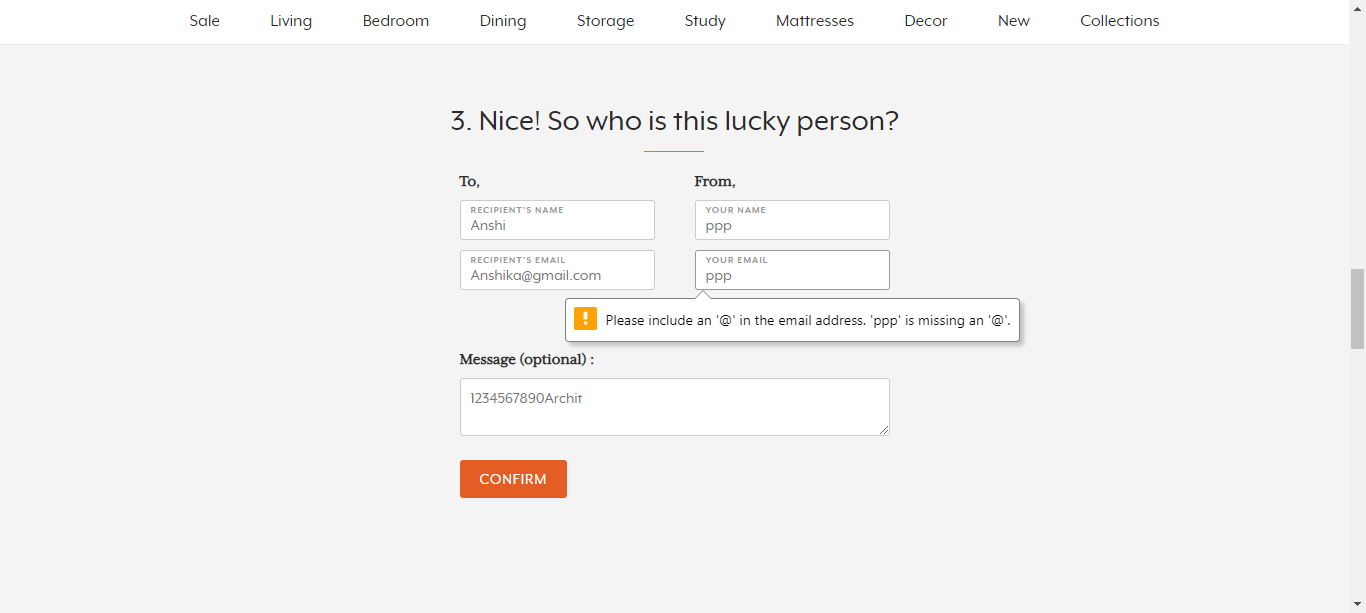 Sale Living Bedroom Dining Storage Study Mattresses Decor New Collections
3. Nice! So who is this lucky person?
To,
From,
RECIPIENT'S NAME
Anshi
YOUR NAME
ppp
RECIPIENT'S EMAIL
Anshika@gmail.com
YOUR EMAIL
ppp
Please include an '@' in the email address. 'ppp' is missing an '@'.
Message (optional) :
1234567890Archit
CONFIRM